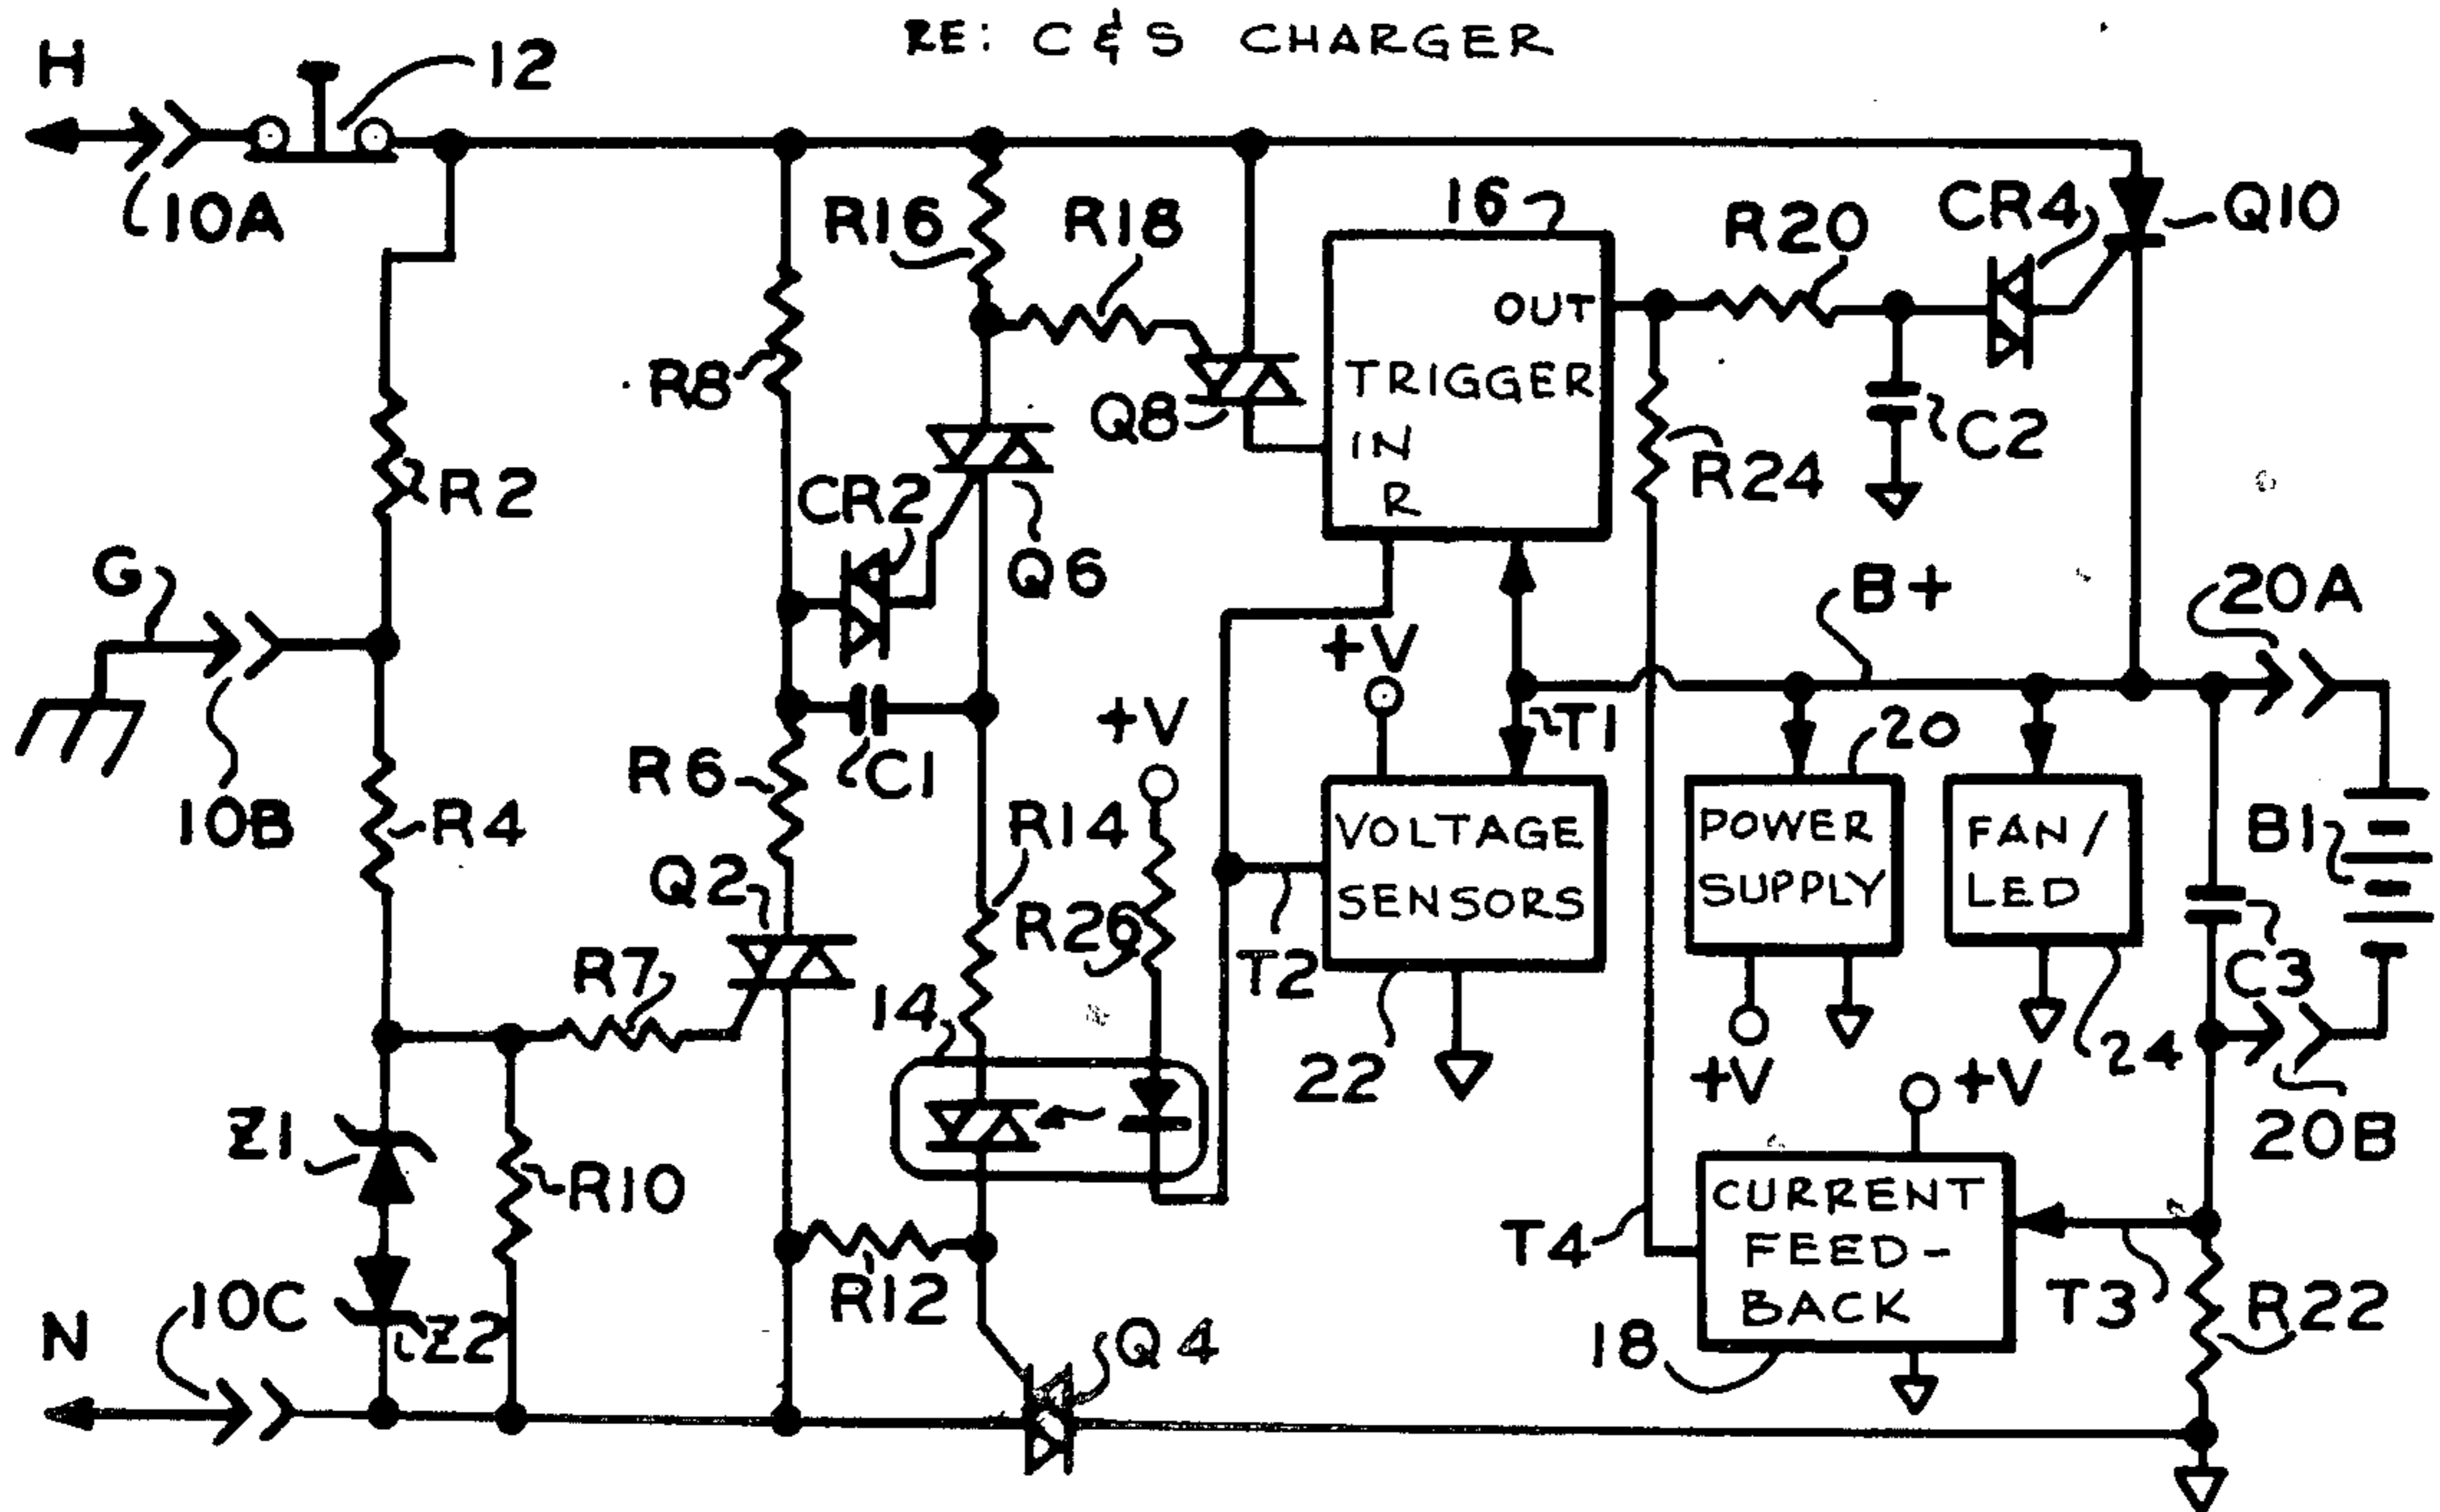 RE: C & S CHARGER
H
12
10A
R16
R18
16
R20
CR4
Q10
OUT
TRIGGER
IN
R
R8
Q8
C2
R2
CR2
R24
G
Q6
B+
20A
+V
+V
T1
20
R6
C1
10B
R4
R14
VOLTAGE
SENSORS
POWER
SUPPLY
FAN/
LED
B1
Q2
R26
R7
T2
C3
14
22
+V
24
+V
Z1
20B
R10
CURRENT
FEED-
BACK
T4
T3
R22
R12
10C
N
Z2
Q4
18